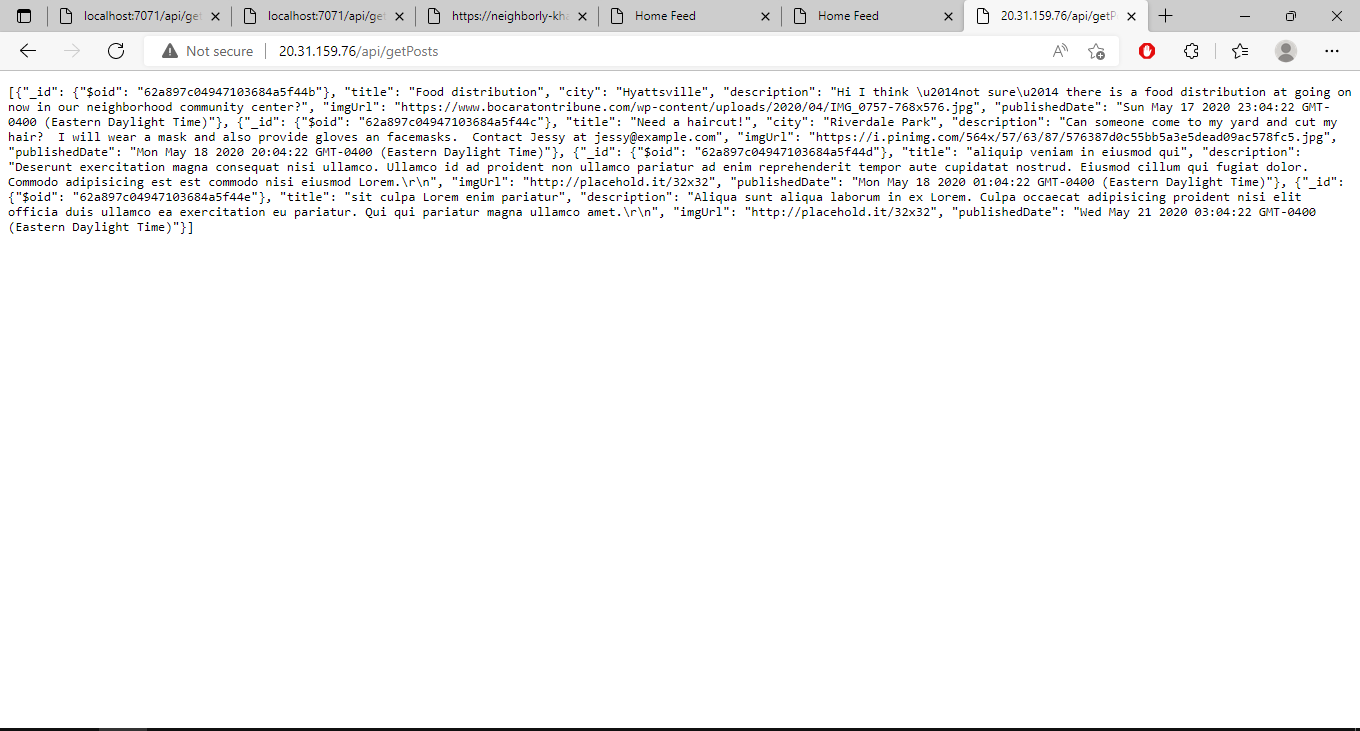 localhost:7071/api/get
localhost:7071/api/get
https://neighborly-kha
Home Feed
Home Feed
20.31.159.76/api/getP
Not secure
20.31.159.76/api/getPosts
[{"_id": {"$oid": "62a897c04947103684a5f44b"}, "title": "Food distribution", "city": "Hyattsville", "description": "Hi I think \u2014not sure\u2014 there is a food distribution at going on
now in our neighborhood community center?", "imgUrl": "https://www.bocaratontribune.com/wp-content/uploads/2020/04/IMG_0757-768x576.jpg", "publishedDate": "Sun May 17 2020 23:04:22 GMT-
0400 (Eastern Daylight Time)"}, {"_id": {"$oid": "62a897c04947103684a5f44c"}, "title": "Need a haircut!", "city": "Riverdale Park", "description": "Can someone come to my yard and cut my
hair?  I will wear a mask and also provide gloves an facemasks.  Contact Jessy at jessy@example.com", "imgUrl": "https://i.pinimg.com/564x/57/63/87/576387d0c55bb5a3e5dead09ac578fc5.jpg",
"publishedDate": "Mon May 18 2020 20:04:22 GMT-0400 (Eastern Daylight Time)"}, {"_id": {"$oid": "62a897c04947103684a5f44d"}, "title": "aliquip veniam in eiusmod qui", "description":
"Deserunt exercitation magna consequat nisi ullamco. Ullamco id ad proident non ullamco pariatur ad enim reprehenderit tempor aute cupidatat nostrud. Eiusmod cillum qui fugiat dolor.
Commodo adipisicing est est commodo nisi eiusmod Lorem.\r\n", "imgUrl": "http://placehold.it/32x32", "publishedDate": "Mon May 18 2020 01:04:22 GMT-0400 (Eastern Daylight Time)"}, {"_id":
{"$oid": "62a897c04947103684a5f44e"}, "title": "sit culpa Lorem enim pariatur", "description": "Aliqua sunt aliqua laborum in ex Lorem. Culpa occaecat adipisicing proident nisi elit
officia duis ullamco ea exercitation eu pariatur. Qui qui pariatur magna ullamco amet.\r\n", "imgUrl": "http://placehold.it/32x32", "publishedDate": "Wed May 21 2020 03:04:22 GMT-0400
(Eastern Daylight Time)"}]